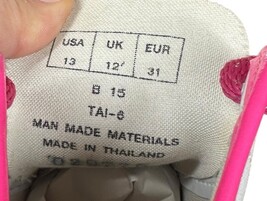 USA UK EUR
13 12' 31
B 15
TAI-6
MAN MADE MATERIALS
MADE IN THAILAND